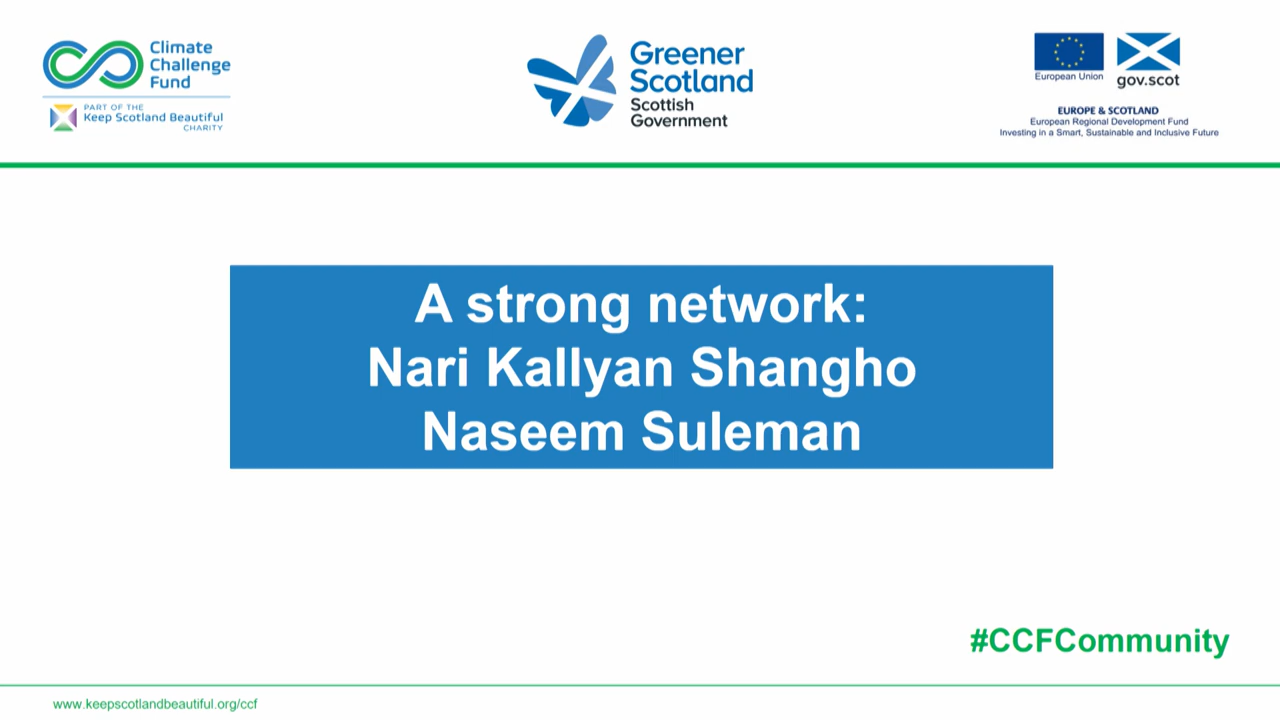 Climate
Challenge
Fund
PART OF THE
Keep Scotland Beautiful
CHARITY
Greener
Scotland
Scottish
Government
European Union
gov.scot
EUROPE & SCOTLAND
European Regional Development Fund
Investing in a Smart, Sustainable and Inclusive Future
A strong network:
Nari Kallyan Shangho
Naseem Suleman
#CCFCommunity
www.keepscotlandbeautiful.org/ccf